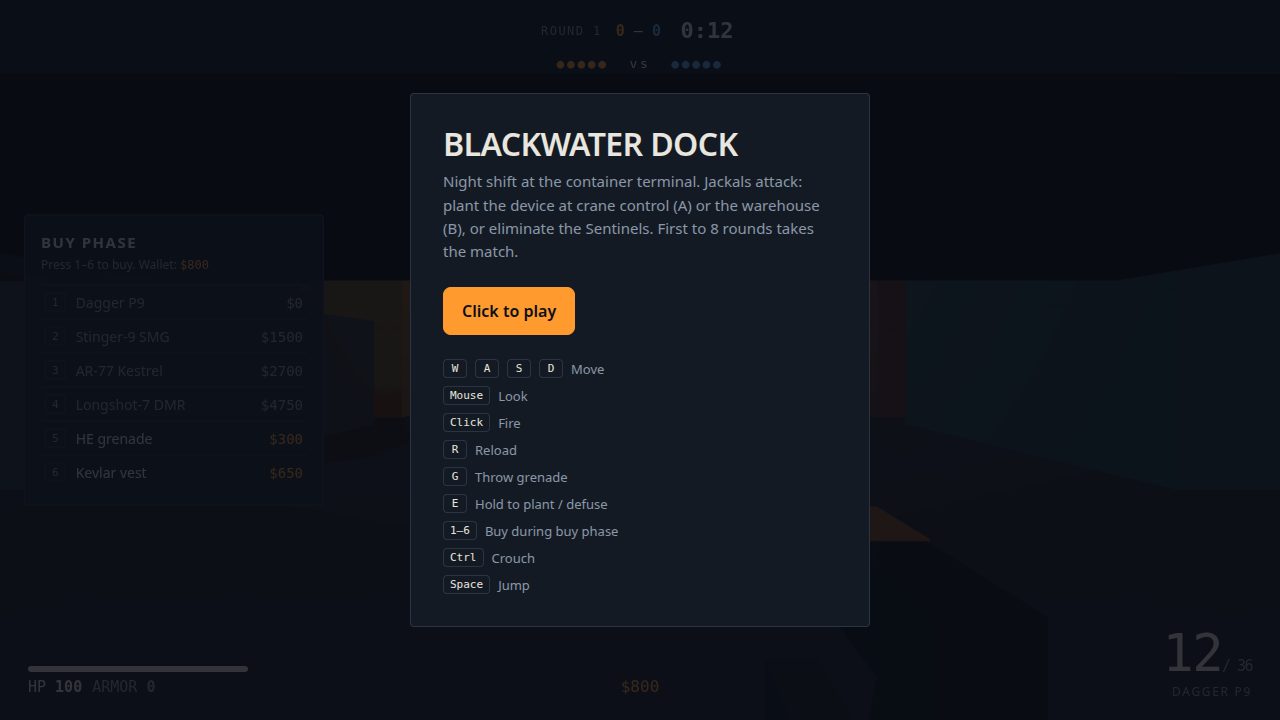 ROUND 1 0 – 0 0:12
VS
BLACKWATER DOCK
Night shift at the container terminal. Jackals attack:
plant the device at crane control (A) or the warehouse
(B), or eliminate the Sentinels. First to 8 rounds takes
the match.
Click to play
W A S D Move
Mouse Look
Click Fire
R Reload
G Throw grenade
E Hold to plant / defuse
1–6 Buy during buy phase
Ctrl Crouch
Space Jump
BUY PHASE
Press 1–6 to buy. Wallet: $800
1 Dagger P9 $0
2 Stinger-9 SMG $1500
3 AR-77 Kestrel $2700
4 Longshot-7 DMR $4750
5 HE grenade $300
6 Kevlar vest $650
HP 100 ARMOR 0
$800
12 / 36
DAGGER P9